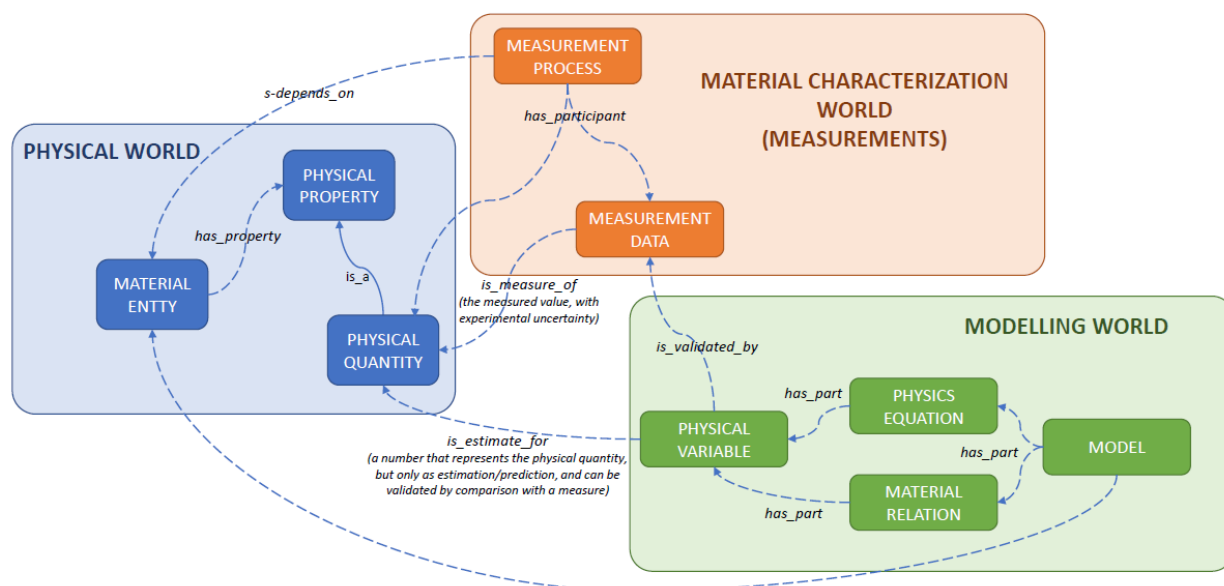 MEASUREMENT
PROCESS
MATERIAL CHARACTERIZATION
WORLD
(MEASUREMENTS)
s-depends_on
has_participant
PHYSICAL WORLD
PHYSICAL
PROPERTY
MEASUREMENT
DATA
has_property
MATERIAL
ENTTY
is_a
is_measure_of
(the measured value, with
experimental uncertainty)
PHYSICAL
QUANTITY
MODELLING WORLD
is_validated_by
has_part
PHYSICS
EQUATION
PHYSICAL
VARIABLE
is_estimate_for
(a number that represents the physical quantity,
but only as estimation/prediction, and can be
validated by comparison with a measure)
has_part
MODEL
MATERIAL
RELATION
has_part